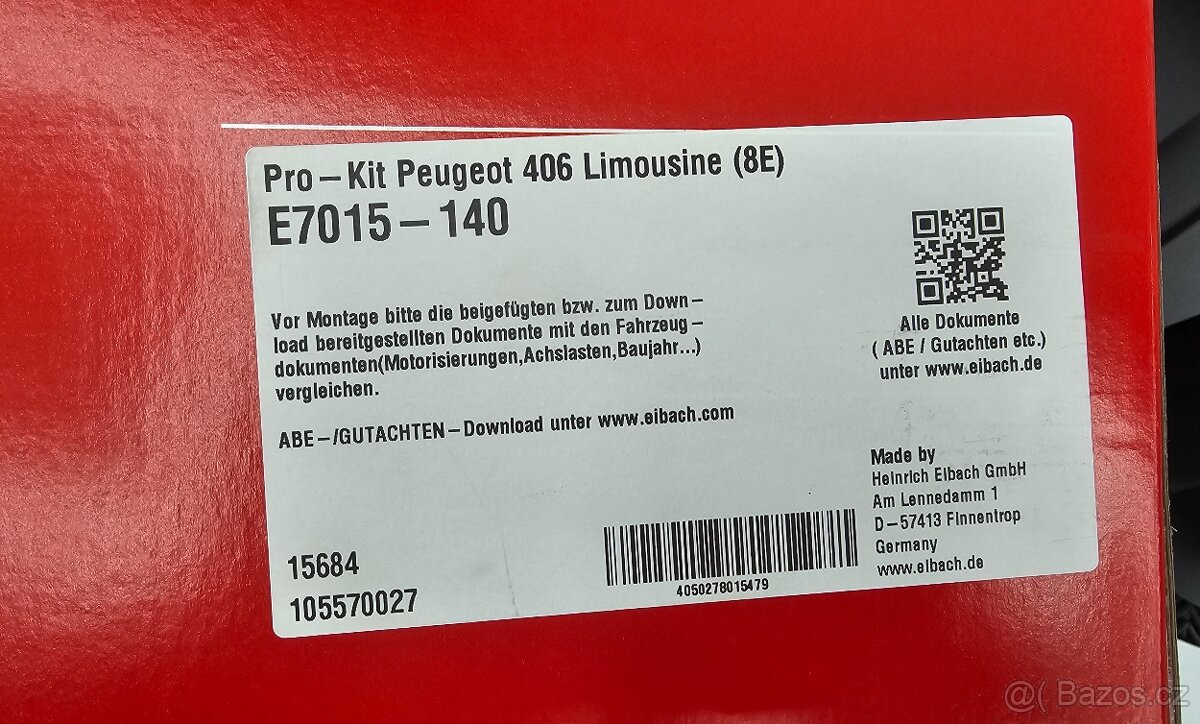 Pro-Kit Peugeot 406 Limousine (8E)
E7015-140
Vor Montage bitte die beigefügten bzw. zum Down-
load bereitgestellten Dokumente mit den Fahrzeug-
dokumenten(Motorisierungen,Achslasten,Baujahr...)
vergleichen.
ABE-/GUTACHTEN-Download unter www.eibach.com
Alle Dokumente
( ABE / Gutachten etc.)
unter www.eibach.de
Made by
Heinrich Eibach GmbH
Am Lennedamm 1
D-57413 Finnentrop
Germany
www.eibach.de
15684
105570027
4050278015479
@( Bazos.cz